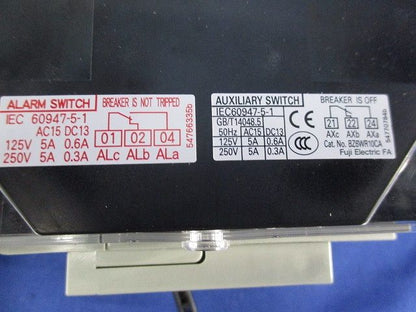 ALARM SWITCH
BREAKER IS NOT TRIPPED
IEC 60947-5-1
AC15 DC13
125V 5A 0.6A
250V 5A 0.3A
01 02 04
ALc ALb ALa
54766335b
AUXILIARY SWITCH
BREAKER IS OFF
IEC60947-5-1
GB/T14048.5
50Hz AC15 DC13
125V 5A 0.6A
250V 5A 0.3A
CCC
21 22 24
AXc AXb AXa
Cat. No. BZ6WR10CA
Fuji Electric FA